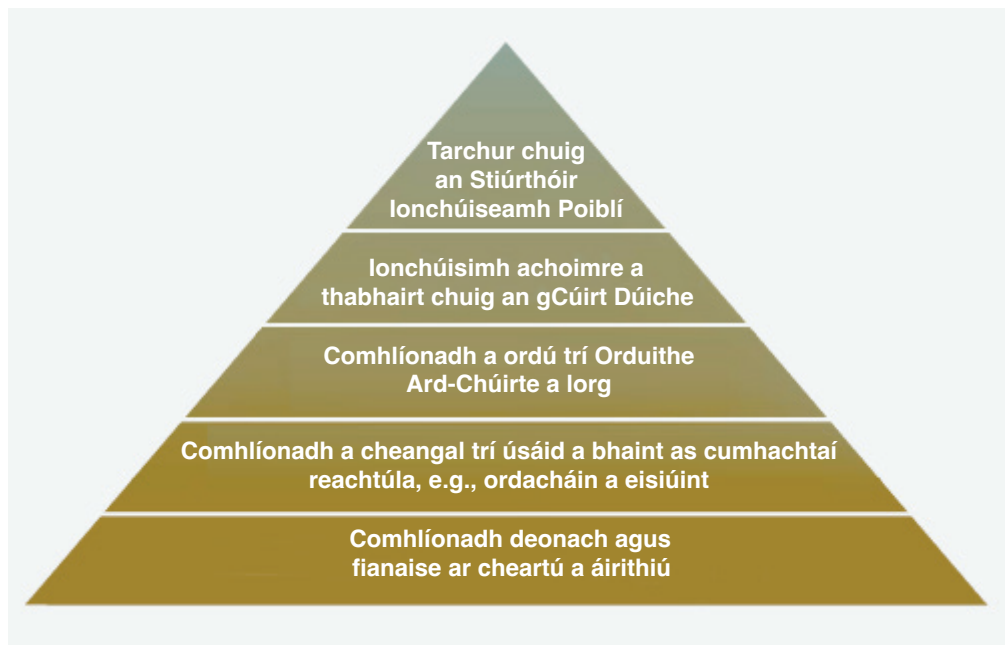 Tarchur chuig
an Stiúrthóir
Ionchúiseamh Poiblí
Ionchúisimh achoimre a
thabhairt chuig an gCúirt Dúiche
Comhlíonadh a ordú trí Orduithe
Ard-Chúirte a lorg
Comhlíonadh a cheangal trí úsáid a bhaint as cumhachtaí
reachtúla, e.g., ordacháin a eisiúint
Comhlíonadh deonach agus
fianaise ar cheartú a áirithiú